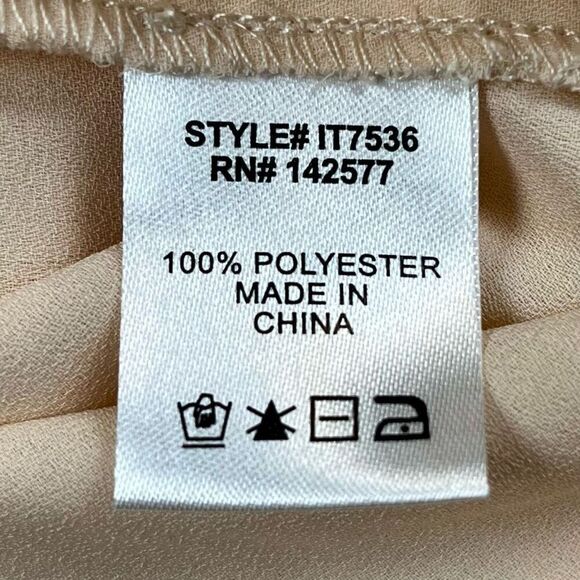 STYLE# IT7536
RN# 142577
100% POLYESTER
MADE IN
CHINA